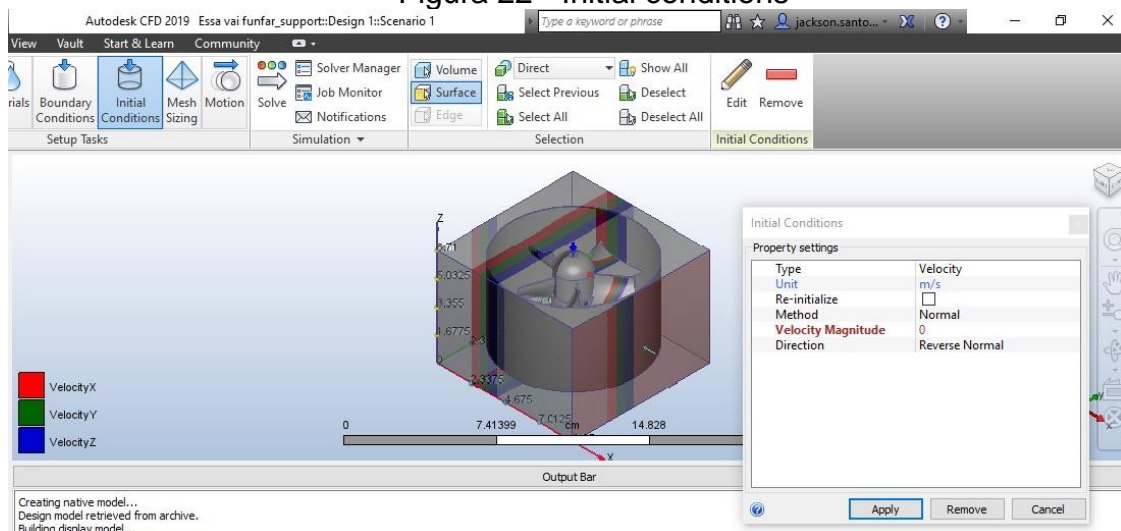 Figura 22 - Initial conditions
Autodesk CFD 2019 Essa vai funfar_support::Design 1::Scenario 1
Type a keyword or phrase
jackson.santo...
View Vault Start & Learn Community
rials
Boundary Conditions
Initial Conditions
Mesh Sizing
Motion
Solve
Solver Manager
Job Monitor
Notifications
Volume
Surface
Edge
Direct
Select Previous
Select All
Show All
Deselect
Deselect All
Edit
Remove
Setup Tasks
Simulation
Selection
Initial Conditions
Z
5.0325
3.355
2.3375
4.675
7.0125
X
VelocityX
VelocityY
VelocityZ
0 7.41399 cm 14.828
Initial Conditions
Property settings
Type Velocity
Unit m/s
Re-initialize
Method Normal
Velocity Magnitude 0
Direction Reverse Normal
Apply Remove Cancel
Output Bar
Creating native model...
Design model retrieved from archive.
Building display model...